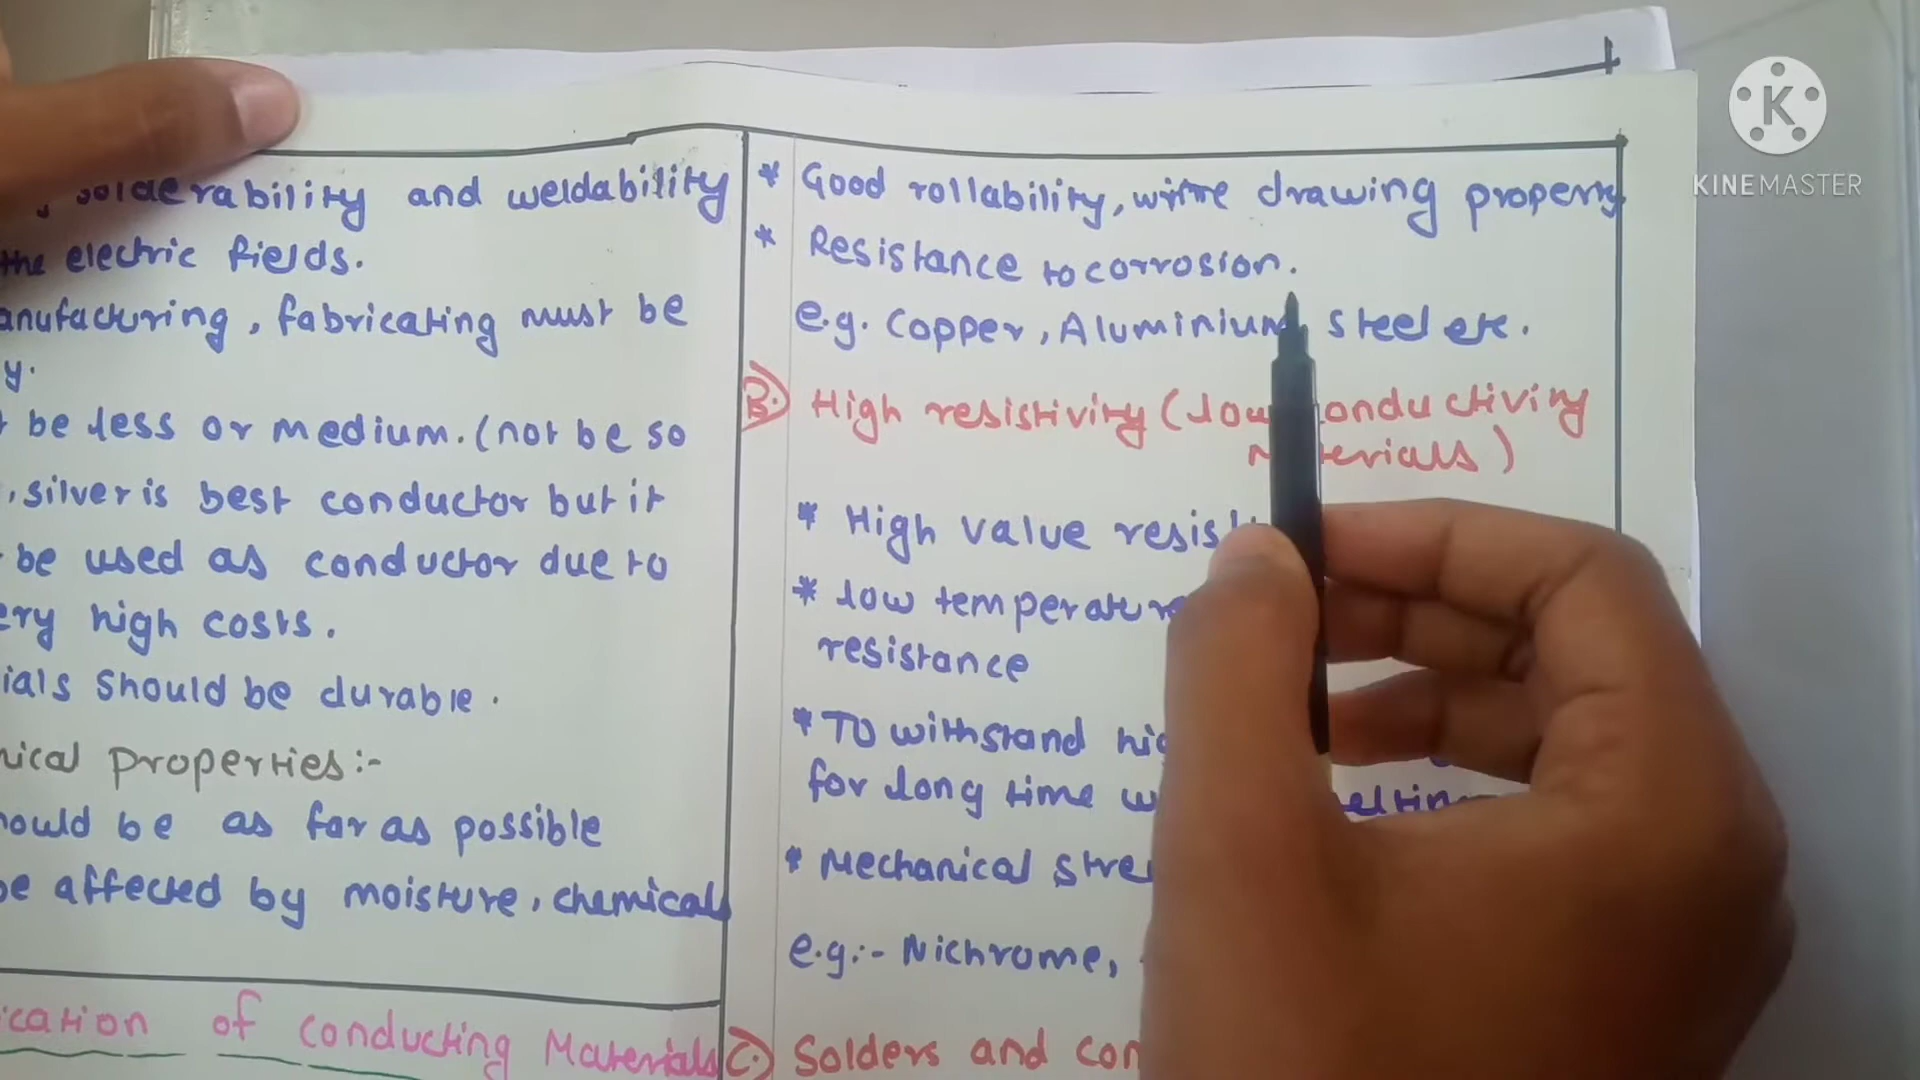 solderability and weldability
the electric fields.
anufacturing, fabricating must be
y.
be less or medium. (not be so
, silver is best conductor but it
be used as conductor due to
ery high costs.
ials should be durable.
nical properties:-
hould be as far as possible
be affected by moisture, chemicals
ication of conducting Materials
* Good rollability, wire drawing property
* Resistance to corrosion.
e.g. Copper, Aluminium, steel etc.
B.) High resistivity (low conductivity
Materials)
* High value resis
* low temperature
resistance
* To withstand hig
for long time w elting
* Mechanical stre
e.g:- Nichrome,
C.) Solders and con
K
KINEMASTER